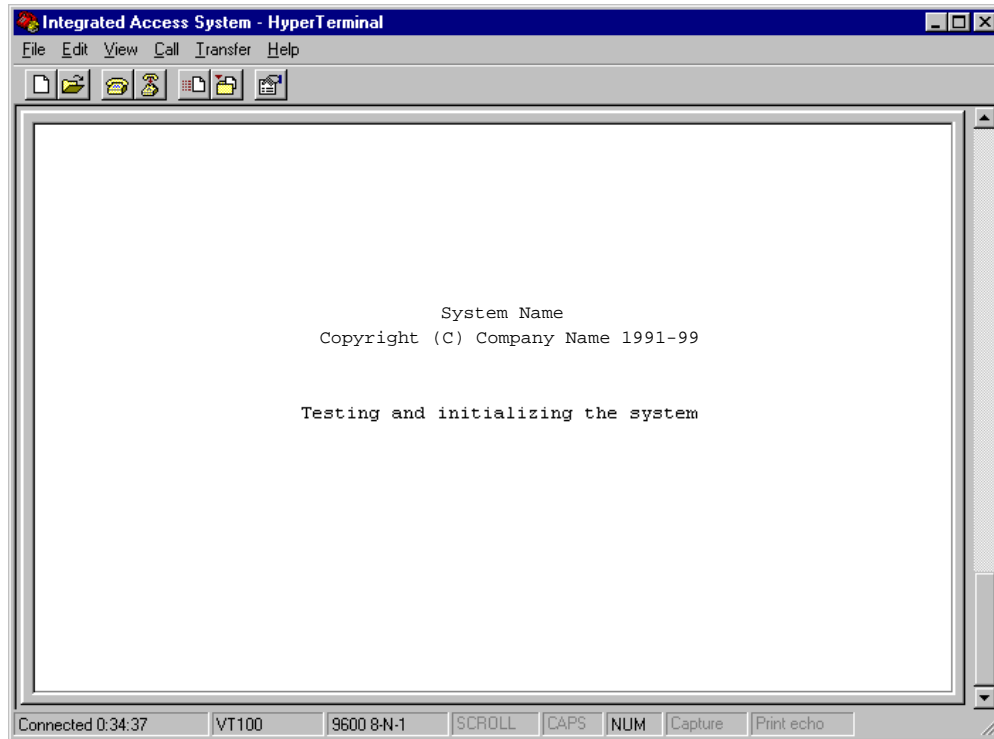 Integrated Access System - HyperTerminal
File Edit View Call Transfer Help
System Name
Copyright (C) Company Name 1991-99
Testing and initializing the system
Connected 0:34:37 VT100 9600 8-N-1 SCROLL CAPS NUM Capture Print echo